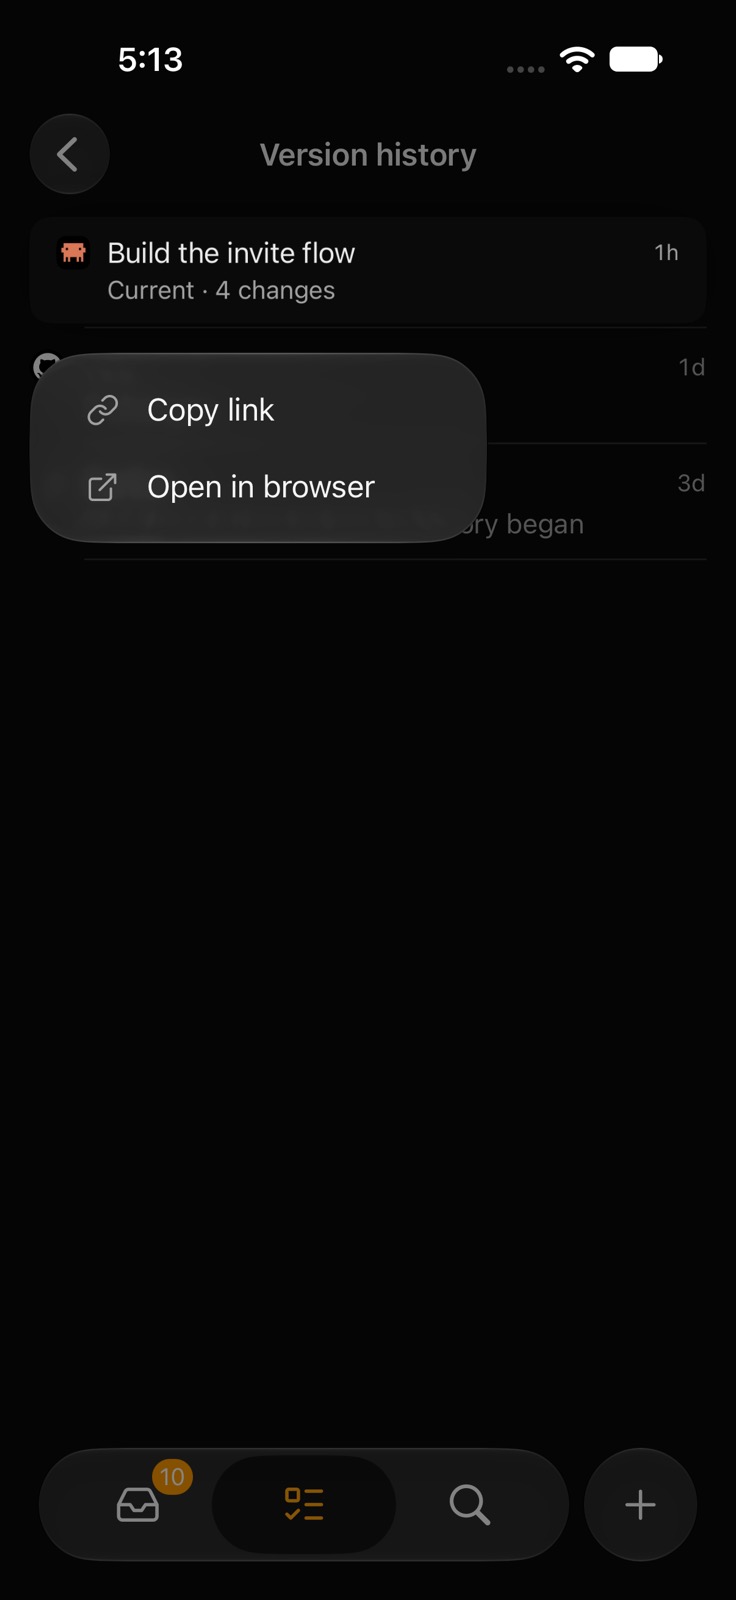 5:13
Version history
Build the invite flow
1h
Current · 4 changes
1d
Copy link
Open in browser
3d
ory began
10